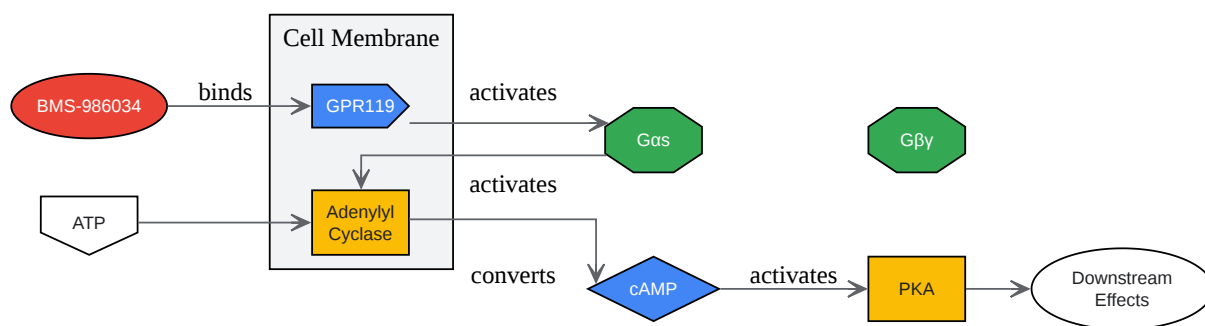 Cell Membrane
BMS-986034
binds
GPR119
activates
Gαs
Gβγ
activates
ATP
Adenylyl
Cyclase
converts
cAMP
activates
PKA
Downstream
Effects